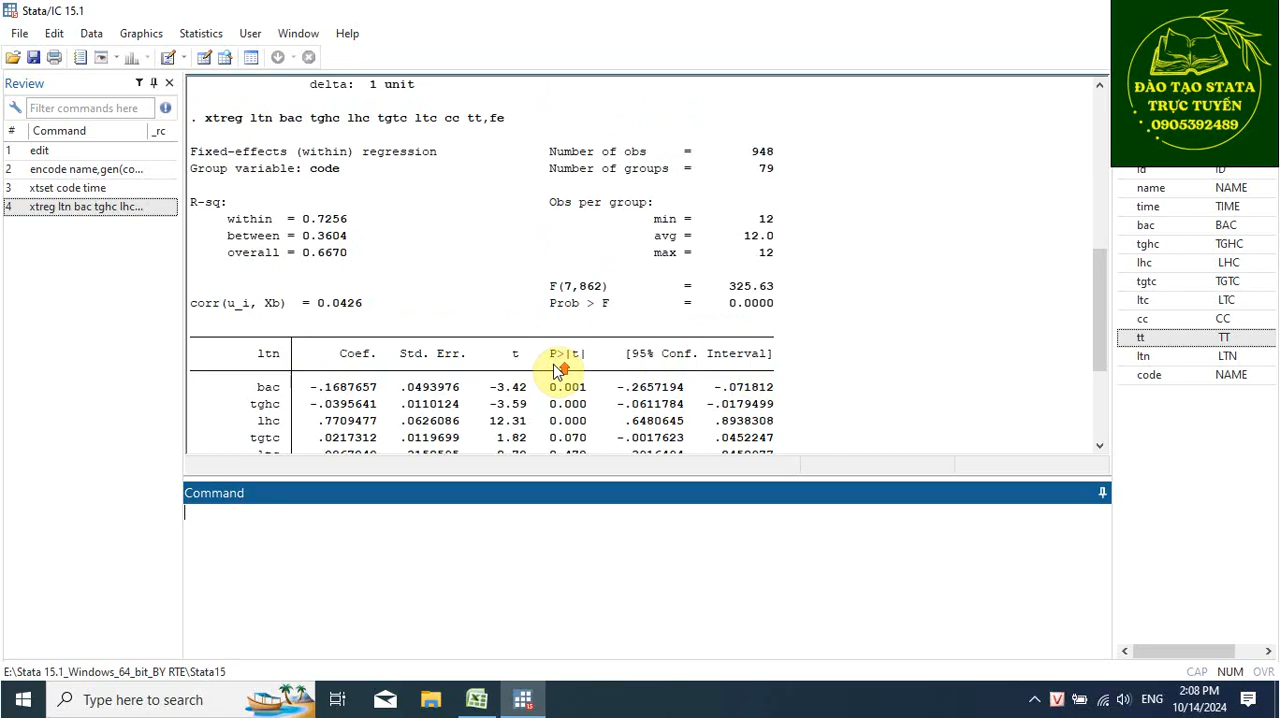 Stata/IC 15.1
File Edit Data Graphics Statistics User Window Help
Review
Filter commands here
# Command _rc
1 edit
2 encode name,gen(co...
3 xtset code time
4 xtreg ltn bac tghc lhc...
delta: 1 unit
. xtreg ltn bac tghc lhc tgtc ltc cc tt,fe
Fixed-effects (within) regression Number of obs = 948
Group variable: code Number of groups = 79
R-sq: Obs per group:
within = 0.7256 min = 12
between = 0.3604 avg = 12.0
overall = 0.6670 max = 12
F(7,862) = 325.63
corr(u_i, Xb) = 0.0426 Prob > F = 0.0000
ltn Coef. Std. Err. t P>|t| [95% Conf. Interval]
bac -.1687657 .0493976 -3.42 0.001 -.2657194 -.071812
tghc -.0395641 .0110124 -3.59 0.000 -.0611784 -.0179499
lhc .7709477 .0626086 12.31 0.000 .6480645 .8938308
tgtc .0217312 .0119699 1.82 0.070 -.0017623 .0452247
Command
ĐÀO TẠO STATA
TRỰC TUYẾN
0905392489
id ID
name NAME
time TIME
bac BAC
tghc TGHC
lhc LHC
tgtc TGTC
ltc LTC
cc CC
tt TT
ltn LTN
code NAME
E:\Stata 15.1_Windows_64_bit_BY RTE\Stata15
CAP NUM OVR
Type here to search
V
ENG
2:08 PM
10/14/2024